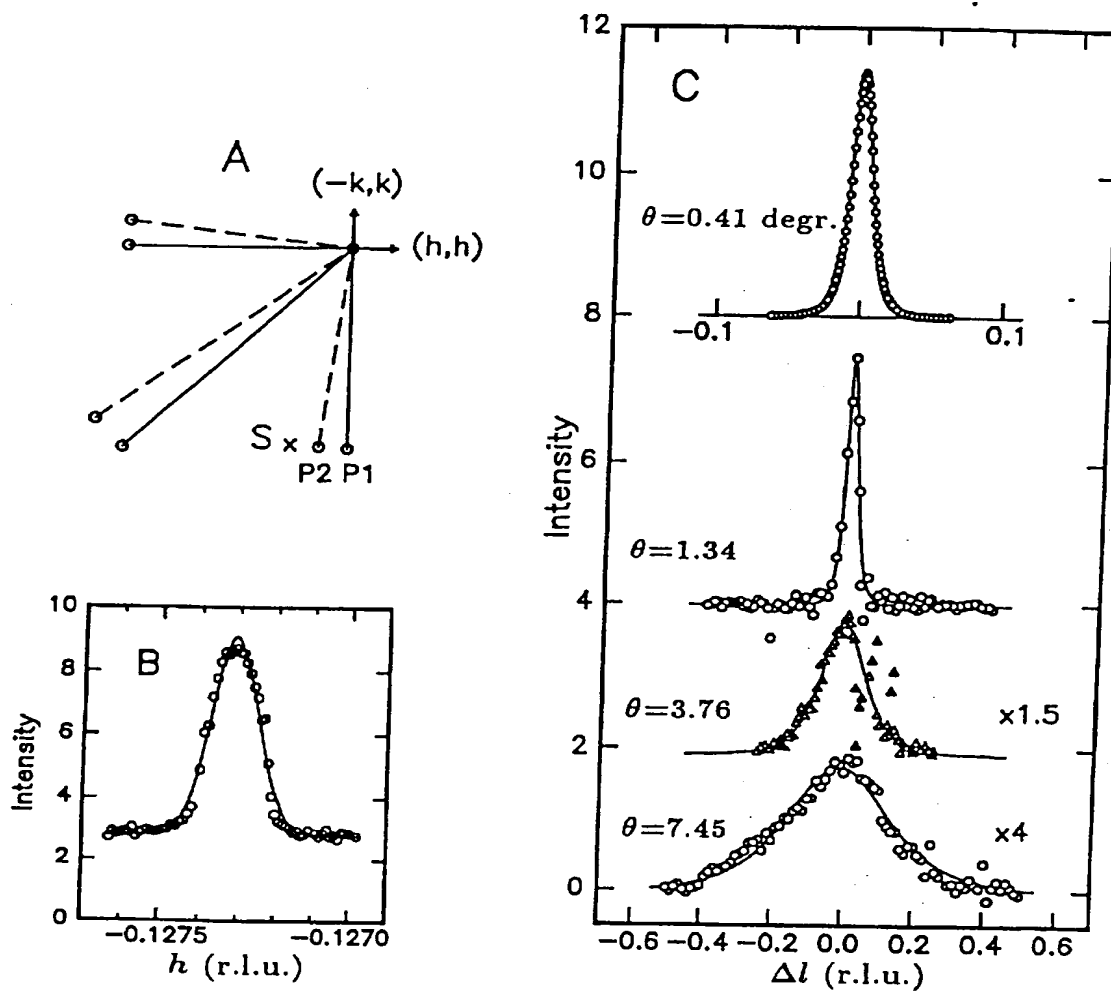 A
(-k,k)
(h,h)
S x
P2 P1
B
Intensity
10
8
6
4
2
0
-0.1275
-0.1270
h (r.l.u.)
C
Intensity
12
10
8
6
4
2
0
θ=0.41 degr.
-0.1
0.1
θ=1.34
θ=3.76
x1.5
θ=7.45
x4
-0.6 -0.4 -0.2 0.0 0.2 0.4 0.6
Δl (r.l.u.)